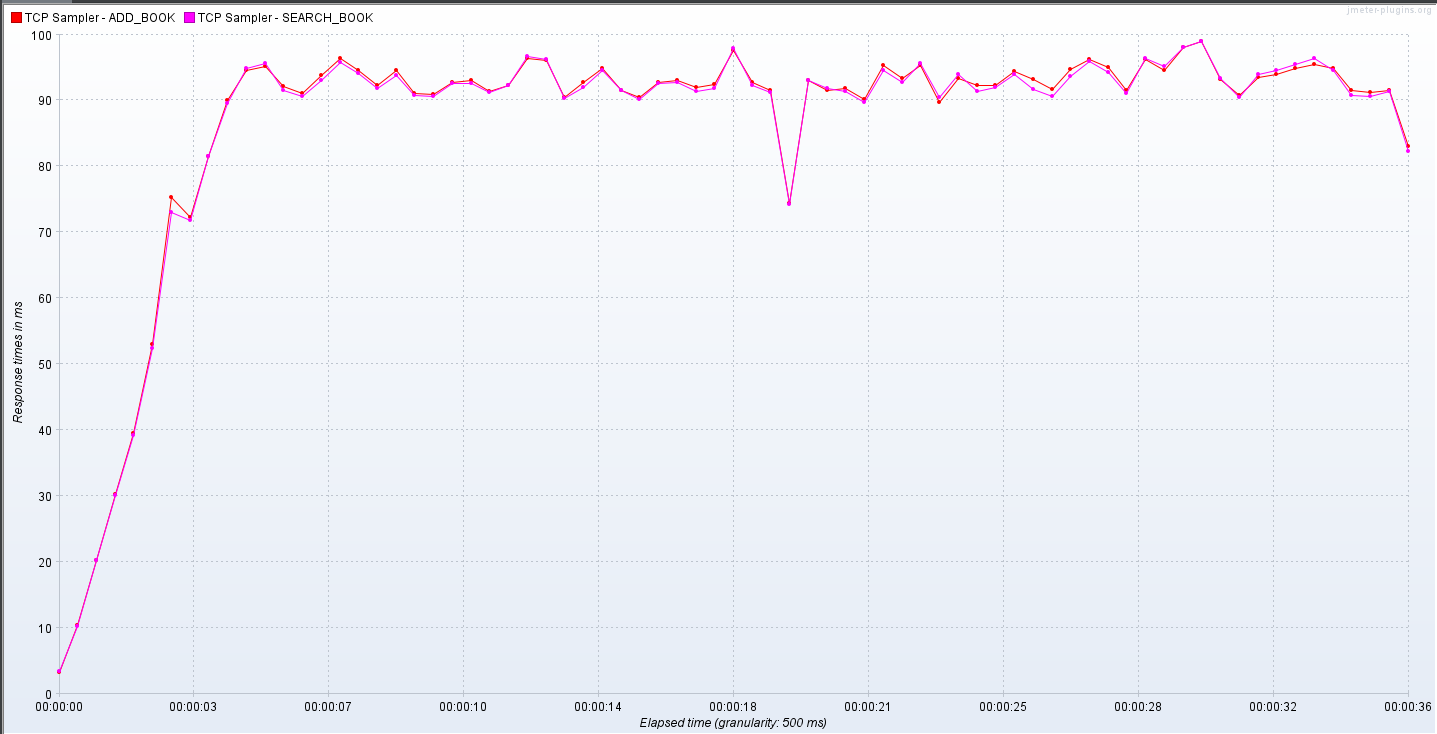 jmeter-plugins.org
TCP Sampler - ADD_BOOK TCP Sampler - SEARCH_BOOK
100
90
80
70
60
50
40
30
20
10
0
Response times in ms
00:00:00 00:00:03 00:00:07 00:00:10 00:00:14 00:00:18 00:00:21 00:00:25 00:00:28 00:00:32 00:00:36
Elapsed time (granularity: 500 ms)